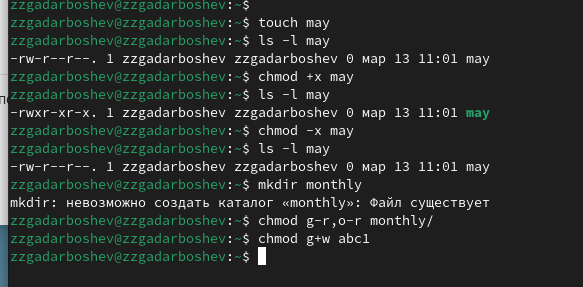 zzgadarboshev@zzgadarboshev:~$
zzgadarboshev@zzgadarboshev:~$ touch may
zzgadarboshev@zzgadarboshev:~$ ls -l may
-rw-r--r--. 1 zzgadarboshev zzgadarboshev 0 мар 13 11:01 may
zzgadarboshev@zzgadarboshev:~$ chmod +x may
zzgadarboshev@zzgadarboshev:~$ ls -l may
-rwxr-xr-x. 1 zzgadarboshev zzgadarboshev 0 мар 13 11:01 may
zzgadarboshev@zzgadarboshev:~$ chmod -x may
zzgadarboshev@zzgadarboshev:~$ ls -l may
-rw-r--r--. 1 zzgadarboshev zzgadarboshev 0 мар 13 11:01 may
zzgadarboshev@zzgadarboshev:~$ mkdir monthly
mkdir: невозможно создать каталог «monthly»: Файл существует
zzgadarboshev@zzgadarboshev:~$ chmod g-r,o-r monthly/
zzgadarboshev@zzgadarboshev:~$ chmod g+w abc1
zzgadarboshev@zzgadarboshev:~$